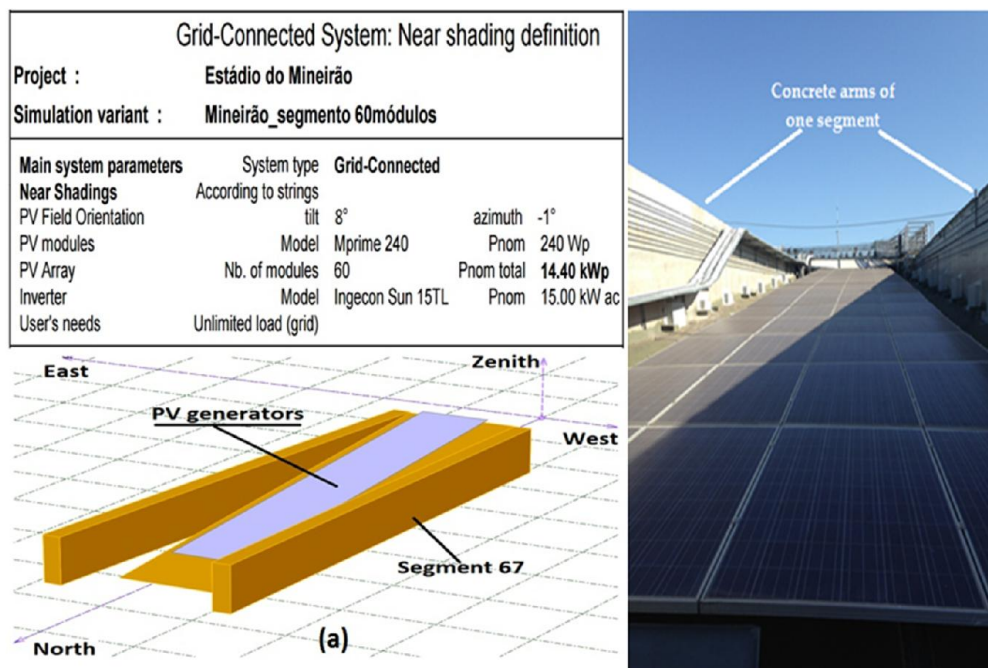 Grid-Connected System: Near shading definition
Project : Estádio do Mineirão
Simulation variant : Mineirão_segmento 60módulos
Main system parameters System type Grid-Connected
Near Shadings According to strings
PV Field Orientation tilt 8° azimuth -1°
PV modules Model Mprime 240 Pnom 240 Wp
PV Array Nb. of modules 60 Pnom total 14.40 kWp
Inverter Model Ingecon Sun 15TL Pnom 15.00 kW ac
User's needs Unlimited load (grid)
East
Zenith
PV generators
West
Segment 67
North
(a)
Concrete arms of
one segment